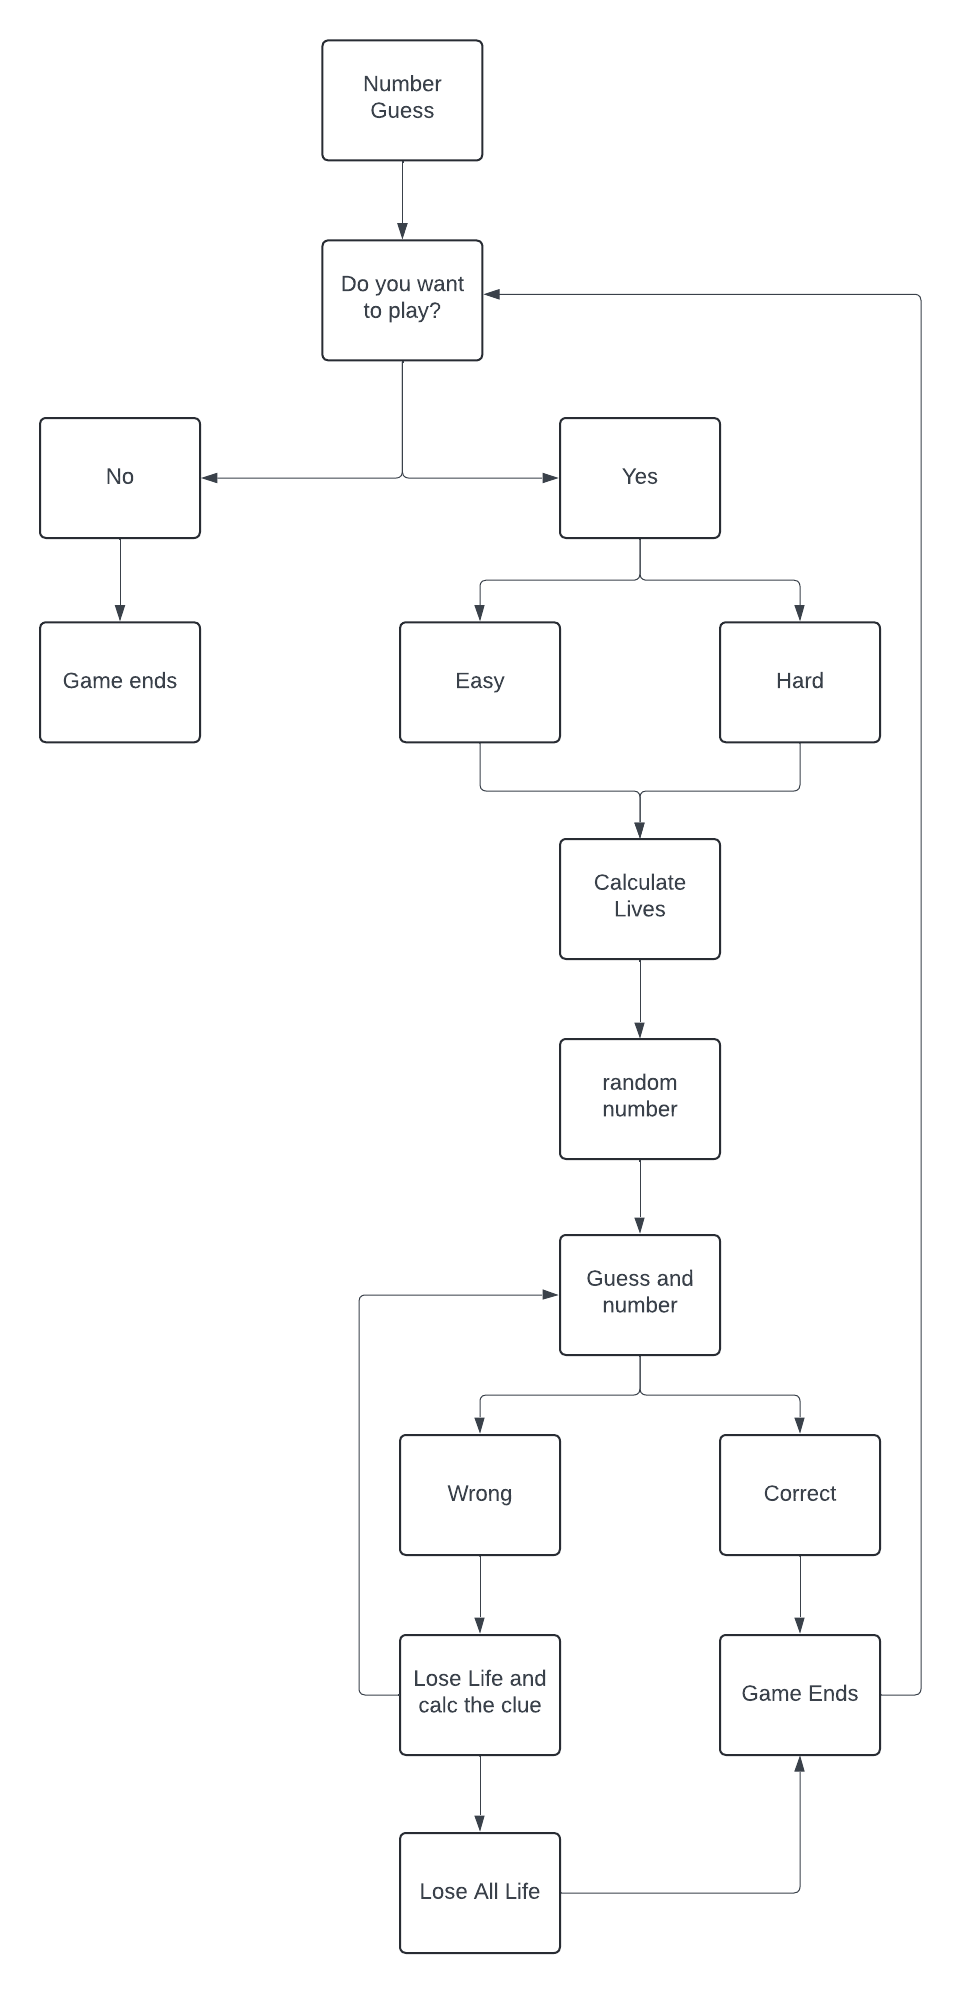 Number
Guess
Do you want
to play?
No
Yes
Game ends
Easy
Hard
Calculate
Lives
random
number
Guess and
number
Wrong
Correct
Lose Life and
calc the clue
Game Ends
Lose All Life